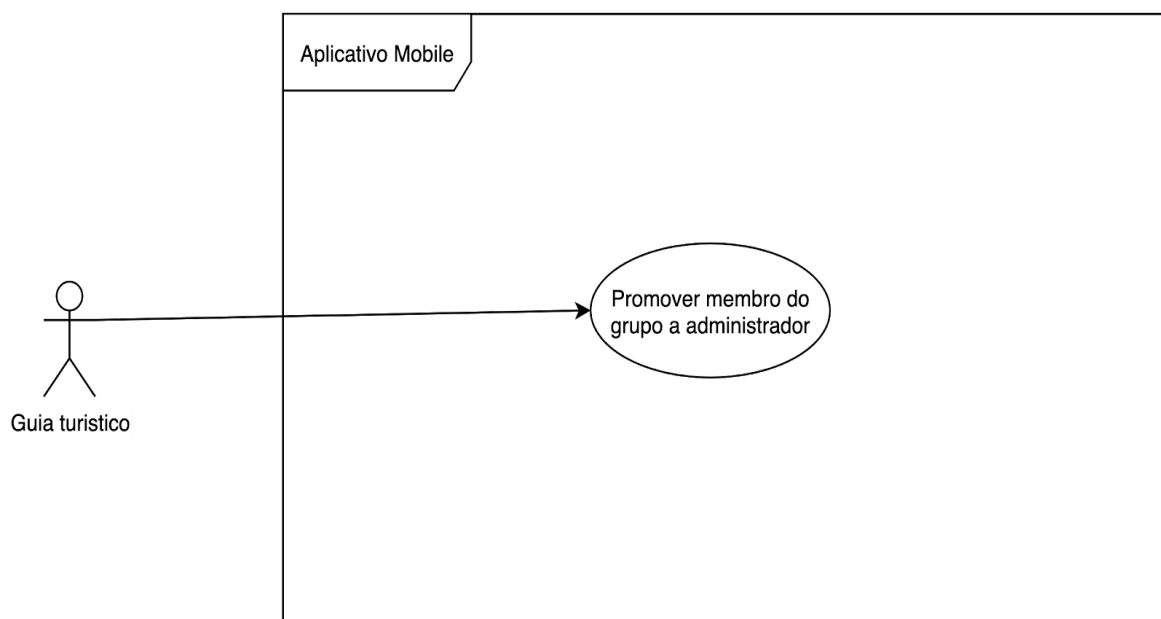 Aplicativo Mobile
Promover membro do
grupo a administrador
Guia turistico